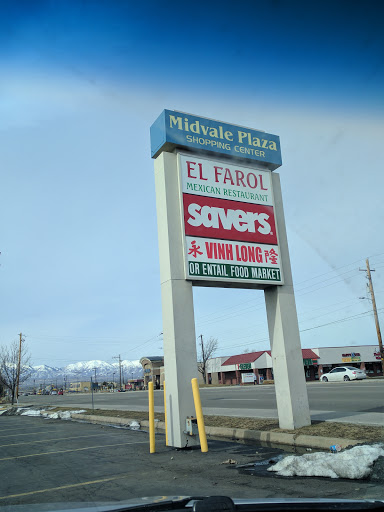 Midvale Plaza
SHOPPING CENTER
EL FAROL
MEXICAN RESTAURANT
savers
永 VINH LONG 隆
OR ENTAIL FOOD MARKET